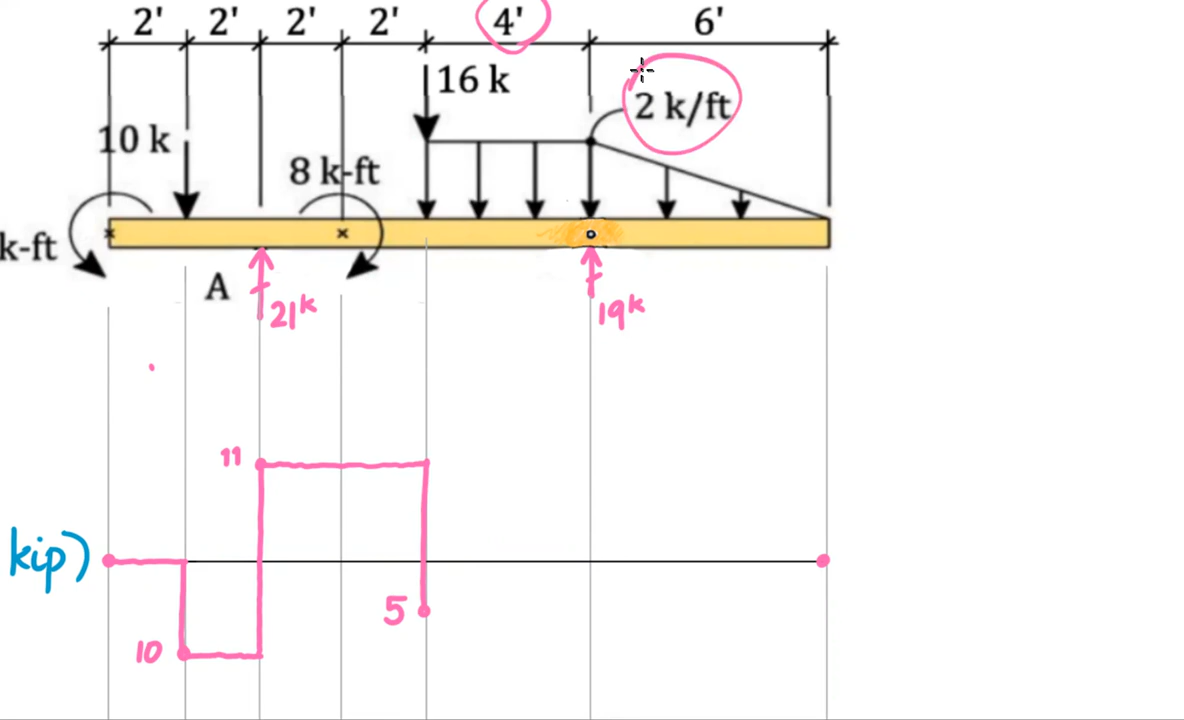 2' 2' 2' 2' 4' 6'
16 k
2 k/ft
10 k
8 k-ft
k-ft
A
21k
19k
11
kip)
5
10